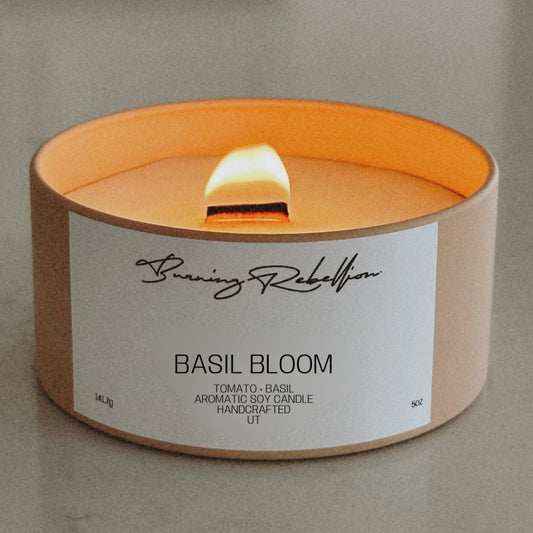 Burning Rebellion.
BASIL BLOOM
TOMATO + BASIL
AROMATIC SOY CANDLE
141.7g
HANDCRAFTED
5OZ
UT